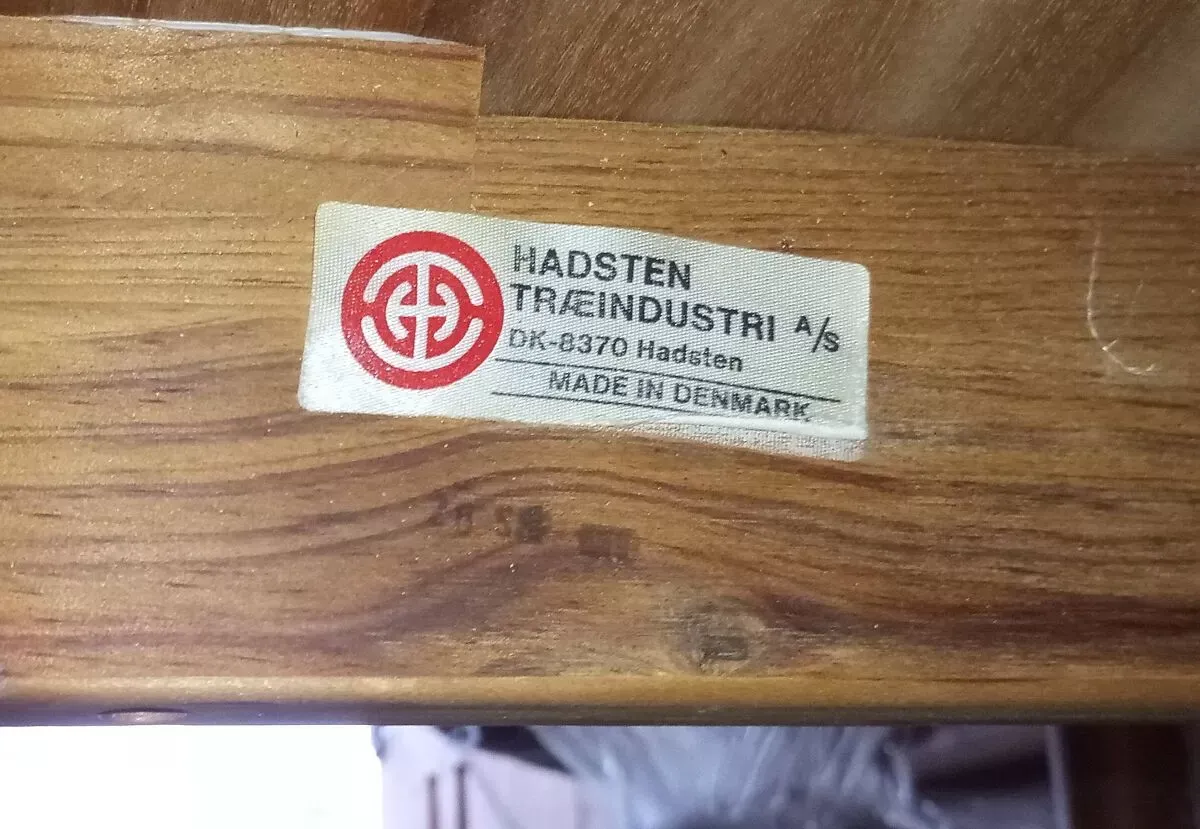 HADSTEN
TRÆINDUSTRI A/S
DK-8370 Hadsten
MADE IN DENMARK